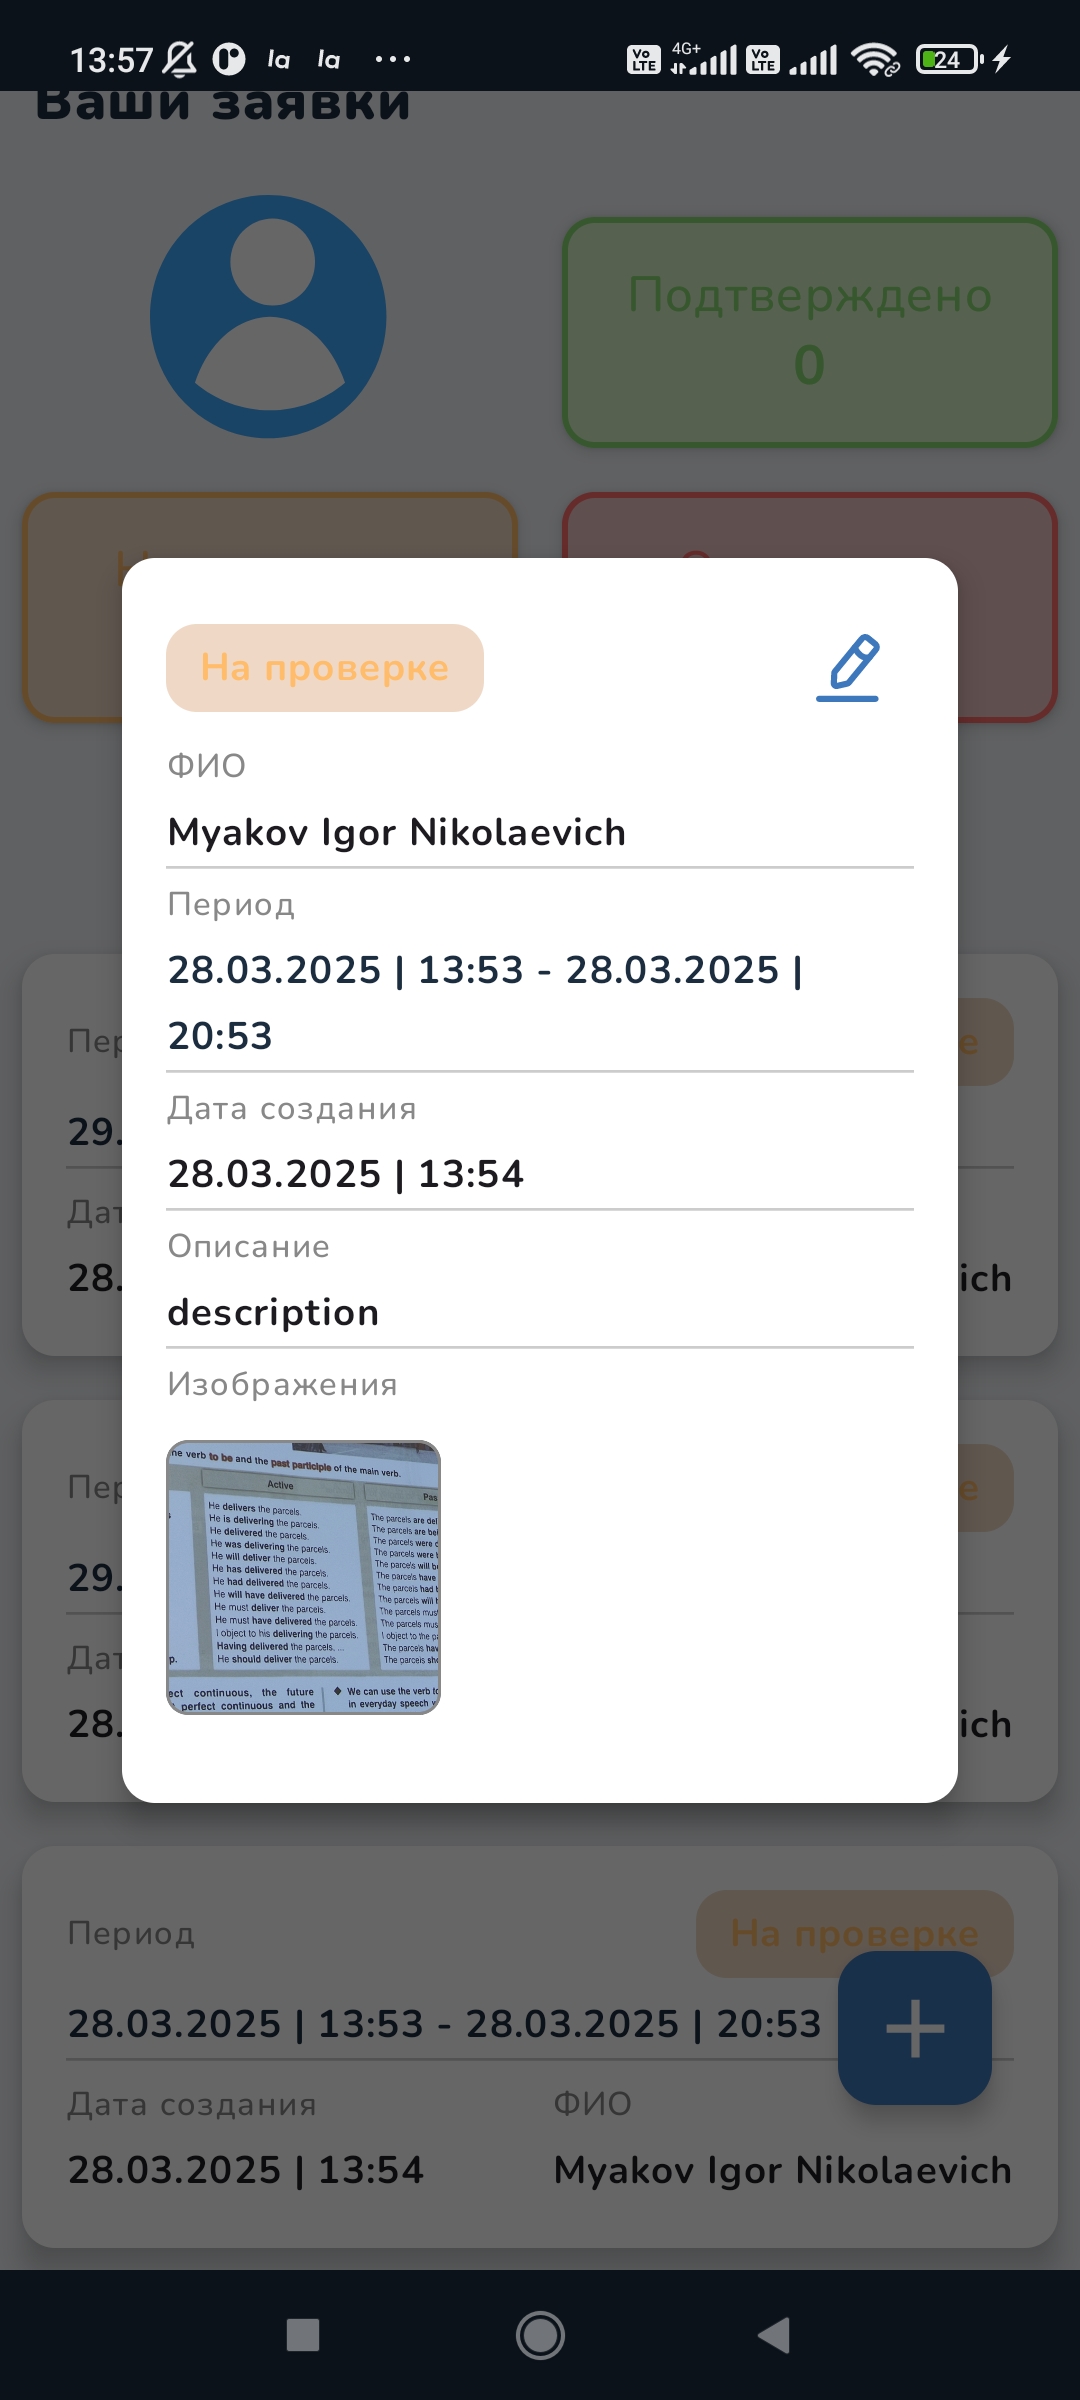 13:57
la la
Vo LTE 4G+ Vo LTE 24
Ваши заявки
Подтверждено
0
На проверке
ФИО
Myakov Igor Nikolaevich
Период
28.03.2025 | 13:53 - 28.03.2025 |
20:53
Дата создания
28.03.2025 | 13:54
Описание
description
Изображения
verb to be and the past participle of the main verb.
Active
He delivers the parcels.
He is delivering the parcels.
He delivered the parcels.
He was delivering the parcels.
He will deliver the parcels.
He has delivered the parcels.
He had delivered the parcels.
He will have delivered the parcels.
He must deliver the parcels.
He must have delivered the parcels.
I object to his delivering the parcels.
Having delivered the parcels, ...
He should deliver the parcels.
Pas
The parcels are del
The parcels are bei
The parcels were d
The parcels were
The parcels will b
The parcels have
The parcels had
The parcels will
The parcels mus
The parcels mus
I object to the pa
The parcels hav
The parcels sho
p.
ect continuous, the future
perfect continuous and the
We can use the verb to
in everyday speech
Пер
29.
Дат
28.
е
ich
Пер
29.
Дат
28.
е
ich
Период
На проверке
28.03.2025 | 13:53 - 28.03.2025 | 20:53
Дата создания ФИО
28.03.2025 | 13:54 Myakov Igor Nikolaevich